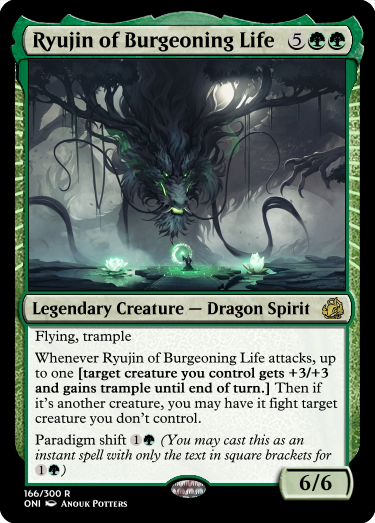 Ryujin of Burgeoning Life 5
Legendary Creature — Dragon Spirit
Flying, trample
Whenever Ryujin of Burgeoning Life attacks, up
to one [target creature you control gets +3/+3
and gains trample until end of turn.] Then if
it's another creature, you may have it fight target
creature you don't control.
Paradigm shift 1 (You may cast this as an
instant spell with only the text in square brackets for
1)
6/6
166/300 R
ONI Anouk Potters